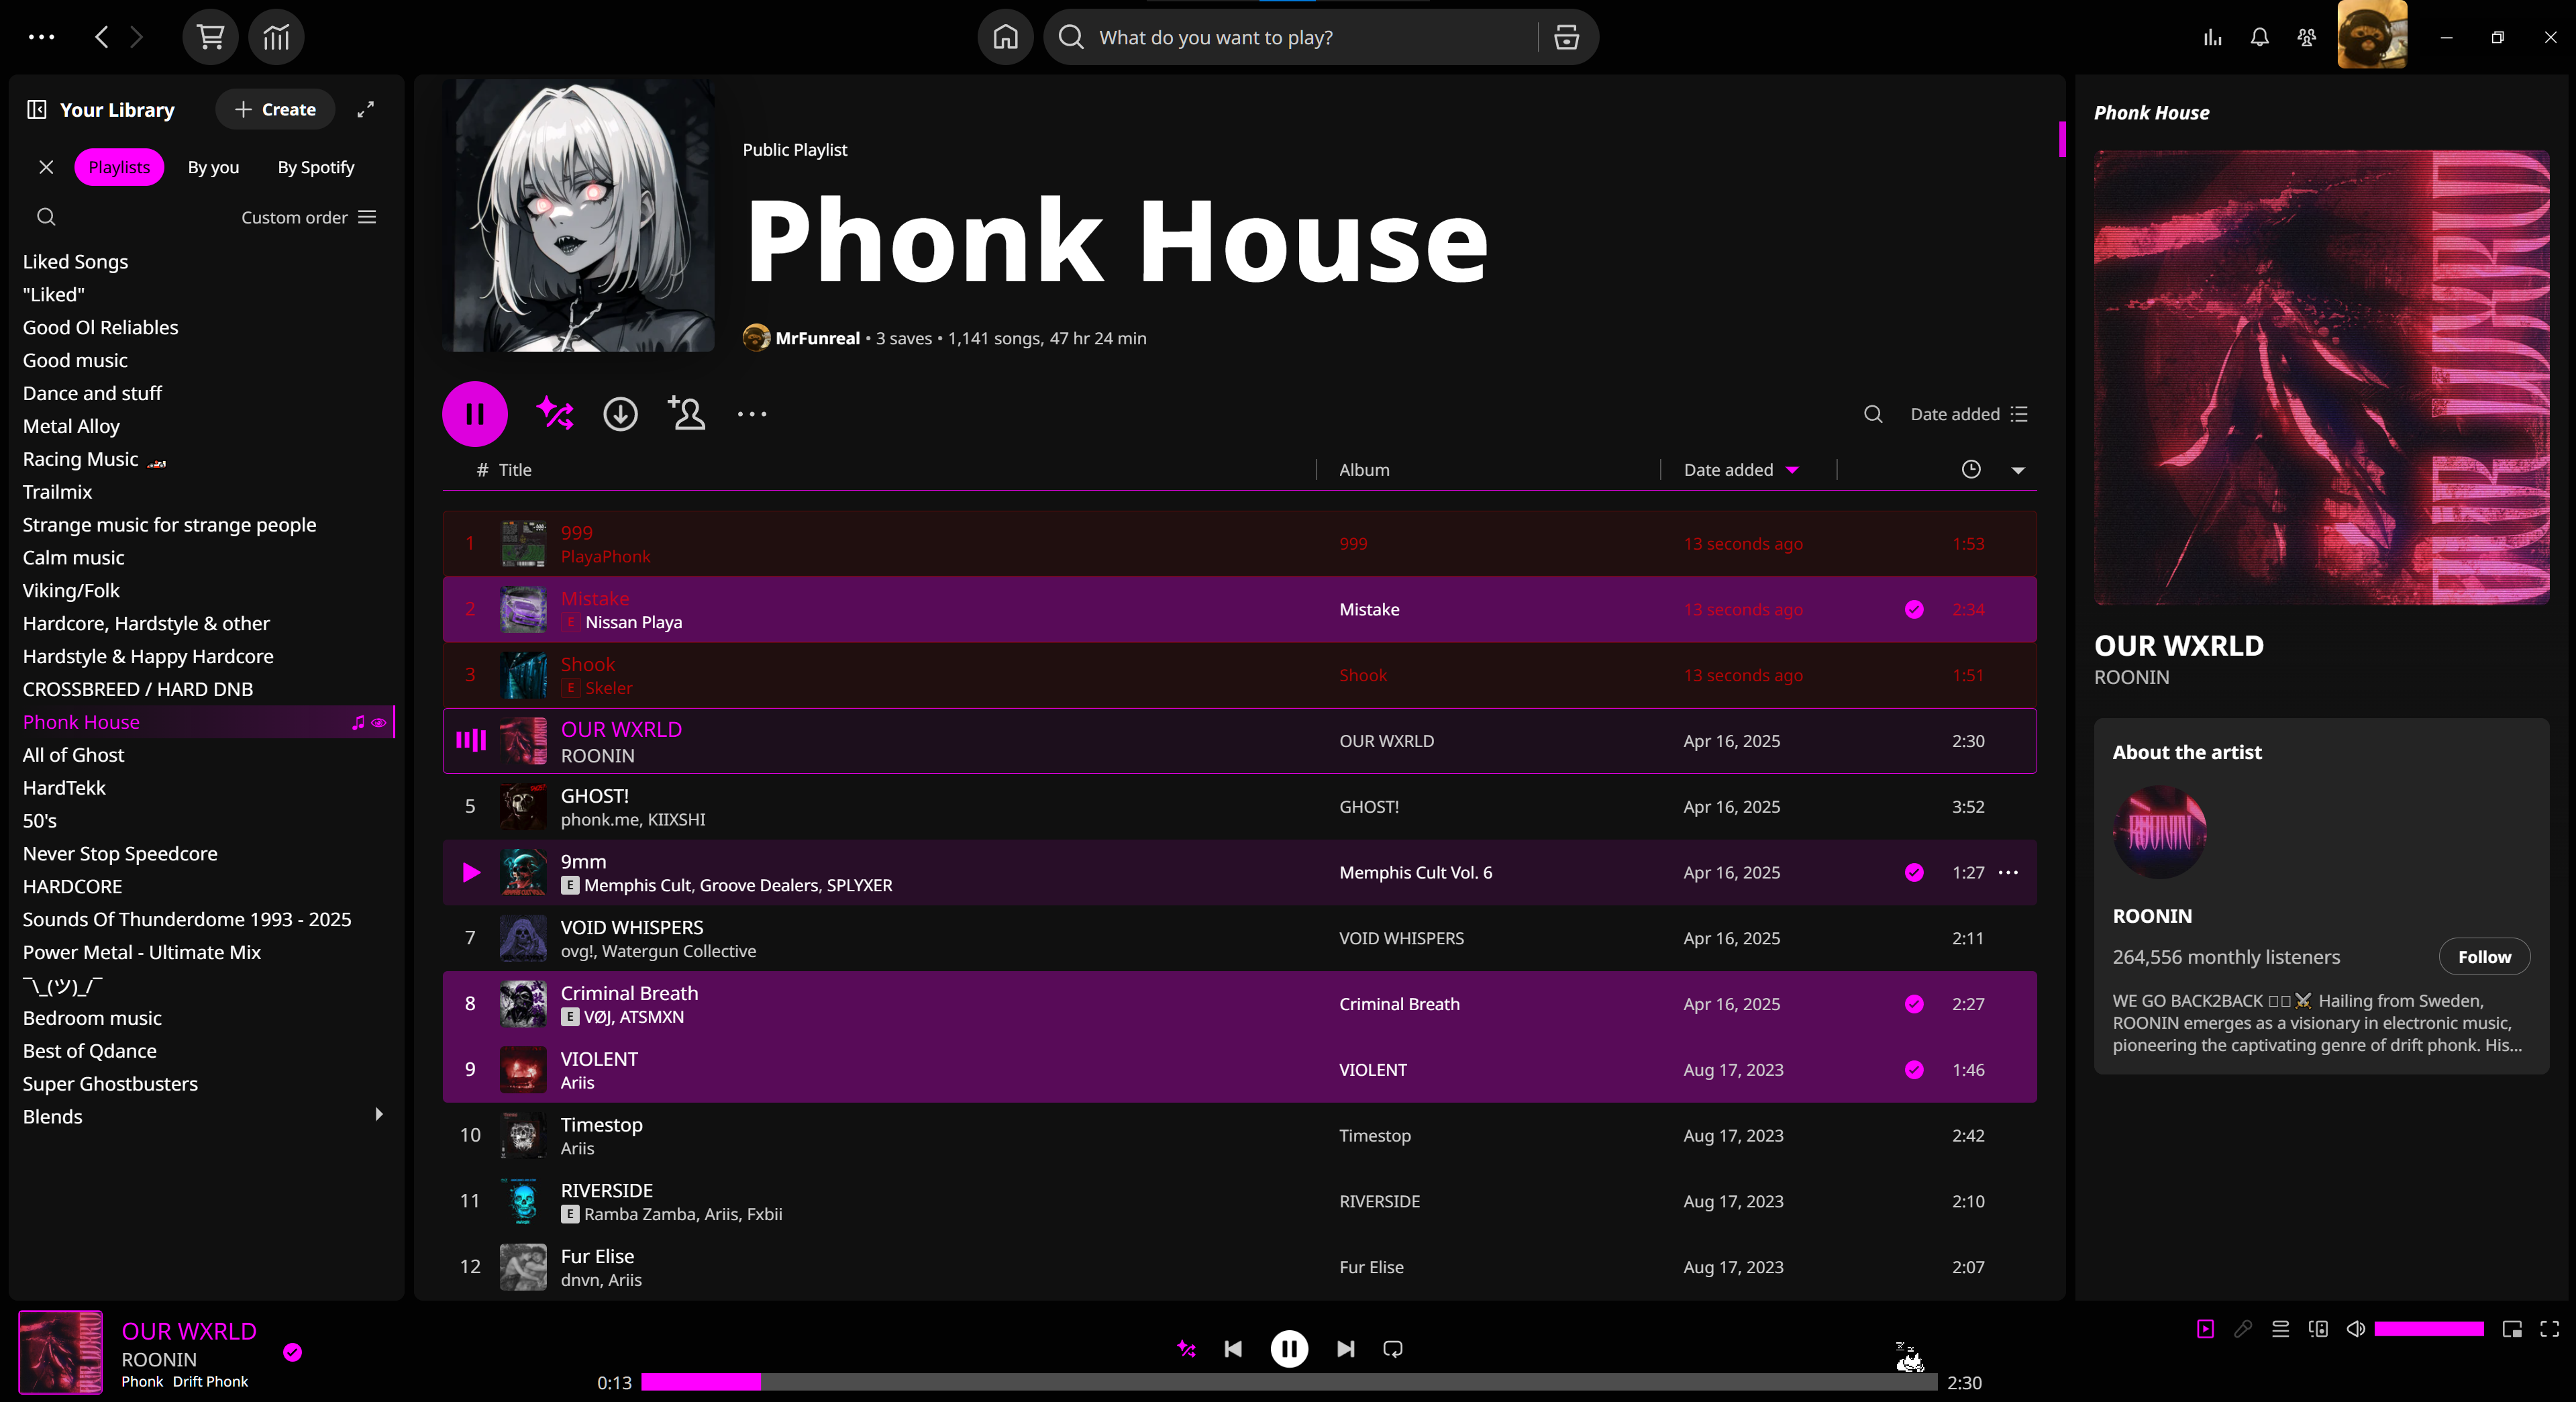 What do you want to play?
Your Library
Create
Playlists
By you
By Spotify
Custom order
Liked Songs
"Liked"
Good Ol Reliables
Good music
Dance and stuff
Metal Alloy
Racing Music 🏎️
Trailmix
Strange music for strange people
Calm music
Viking/Folk
Hardcore, Hardstyle & other
Hardstyle & Happy Hardcore
CROSSBREED / HARD DNB
Phonk House
All of Ghost
HardTekk
50's
Never Stop Speedcore
HARDCORE
Sounds Of Thunderdome 1993 - 2025
Power Metal - Ultimate Mix
¯\_(ツ)_/¯
Bedroom music
Best of Qdance
Super Ghostbusters
Blends
Public Playlist
Phonk House
MrFunreal • 3 saves • 1,141 songs, 47 hr 24 min
Date added
# Title Album Date added
1 999 999 13 seconds ago 1:53
PlayaPhonk
2 Mistake Mistake 13 seconds ago 2:34
E Nissan Playa
3 Shook Shook 13 seconds ago 1:51
E Skeler
OUR WXRLD OUR WXRLD Apr 16, 2025 2:30
ROONIN
5 GHOST! GHOST! Apr 16, 2025 3:52
phonk.me, KIIXSHI
9mm Memphis Cult Vol. 6 Apr 16, 2025 1:27
E Memphis Cult, Groove Dealers, SPLYXER
7 VOID WHISPERS VOID WHISPERS Apr 16, 2025 2:11
ovg!, Watergun Collective
8 Criminal Breath Criminal Breath Apr 16, 2025 2:27
E VØJ, ATSMXN
9 VIOLENT VIOLENT Aug 17, 2023 1:46
Ariis
10 Timestop Timestop Aug 17, 2023 2:42
Ariis
11 RIVERSIDE RIVERSIDE Aug 17, 2023 2:10
E Ramba Zamba, Ariis, Fxbii
12 Fur Elise Fur Elise Aug 17, 2023 2:07
dnvn, Ariis
Phonk House
OUR WXRLD
OUR WXRLD
ROONIN
About the artist
ROONIN
ROONIN
264,556 monthly listeners
Follow
WE GO BACK2BACK ▯▯⚔️ Hailing from Sweden,
ROONIN emerges as a visionary in electronic music,
pioneering the captivating genre of drift phonk. His...
OUR WXRLD
ROONIN
Phonk Drift Phonk
0:13
2:30